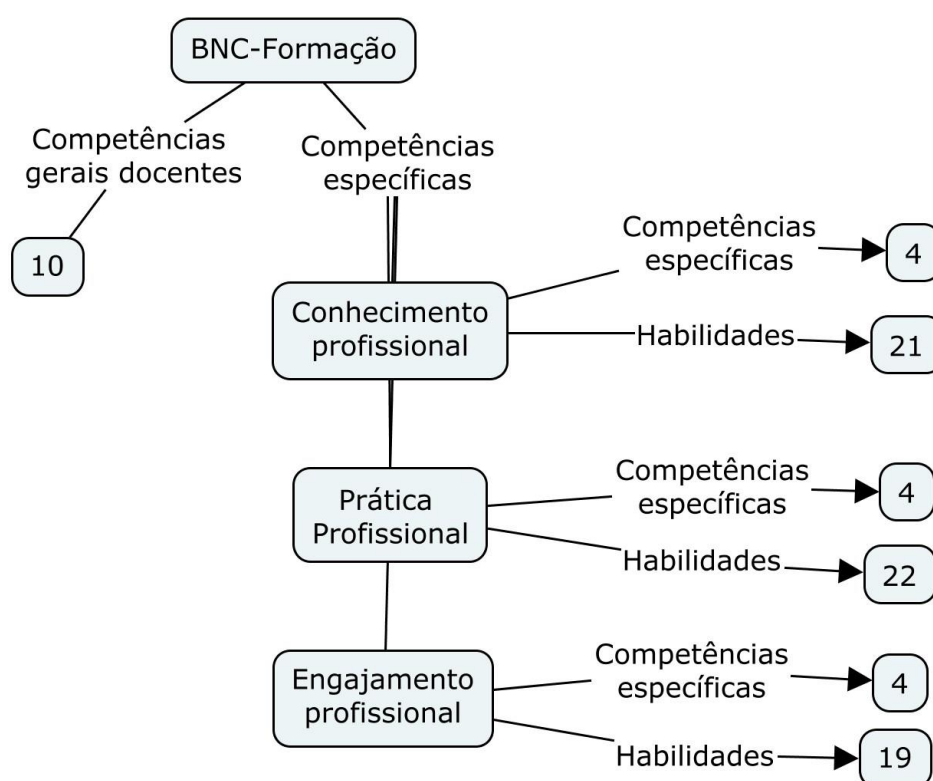 BNC-Formação
Competências
gerais docentes
10
Competências
específicas
Conhecimento
profissional
Competências
específicas
4
Habilidades
21
Prática
Profissional
Competências
específicas
4
Habilidades
22
Engajamento
profissional
Competências
específicas
4
Habilidades
19